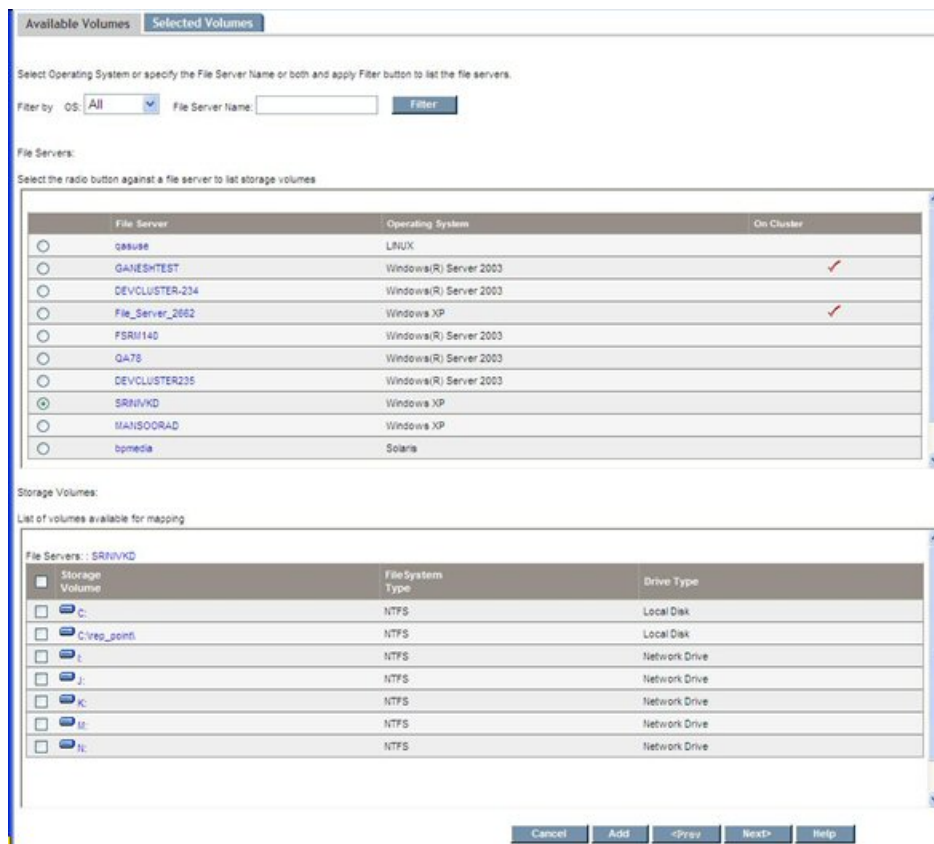 Available Volumes Selected Volumes
Select Operating System or specify the File Server Name or both and apply Filter button to list the file servers.
Filter by OS: All File Server Name: Filter
File Servers:
Select the radio button against a file server to list storage volumes
File Server Operating System On Cluster
qasuse LINUX
GANESHTEST Windows(R) Server 2003
DEVCLUSTER-234 Windows(R) Server 2003
File_Server_2662 Windows XP
FSRM140 Windows(R) Server 2003
QA78 Windows(R) Server 2003
DEVCLUSTER235 Windows(R) Server 2003
SRINIVKD Windows XP
MANSOORAD Windows XP
bpmedia Solaris
Storage Volumes:
List of volumes available for mapping
File Servers: : SRINIVKD
Storage Volume FileSystem Type Drive Type
C: NTFS Local Disk
C:\rep_point\ NTFS Local Disk
I: NTFS Network Drive
J: NTFS Network Drive
K: NTFS Network Drive
M: NTFS Network Drive
N: NTFS Network Drive
Cancel Add <Prev Next> Help